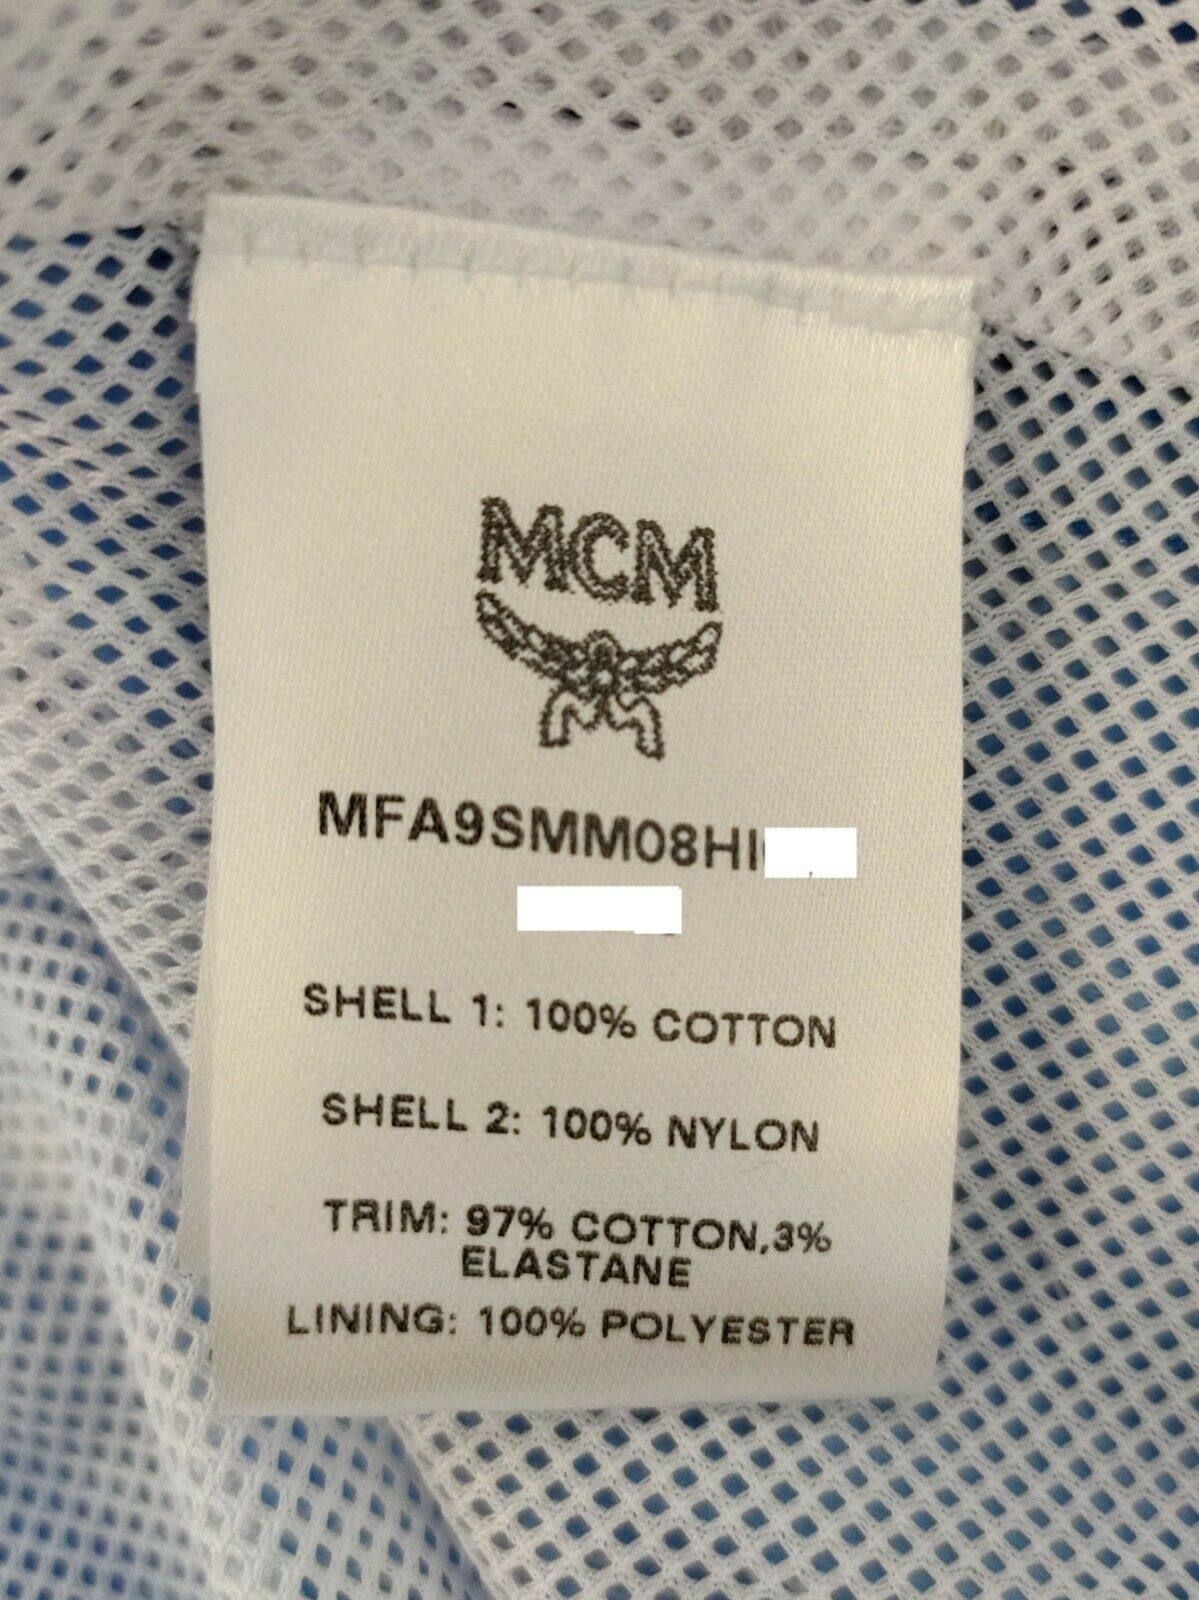 MCM
MFA9SMM08HI
SHELL 1: 100% COTTON
SHELL 2: 100% NYLON
TRIM: 97% COTTON,3%
ELASTANE
LINING: 100% POLYESTER